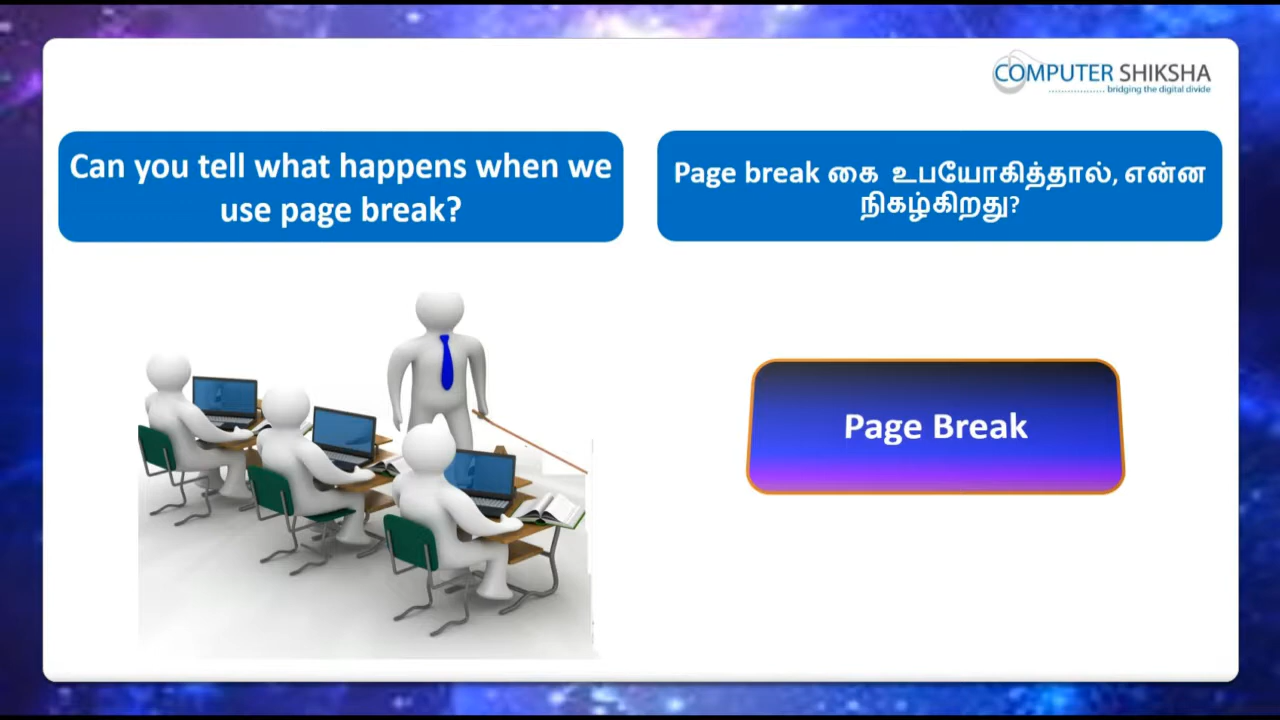 COMPUTER SHIKSHA
bridging the digital divide
Can you tell what happens when we
use page break?
Page break கை உபயோகித்தால், என்ன
நிகழ்கிறது?
Page Break